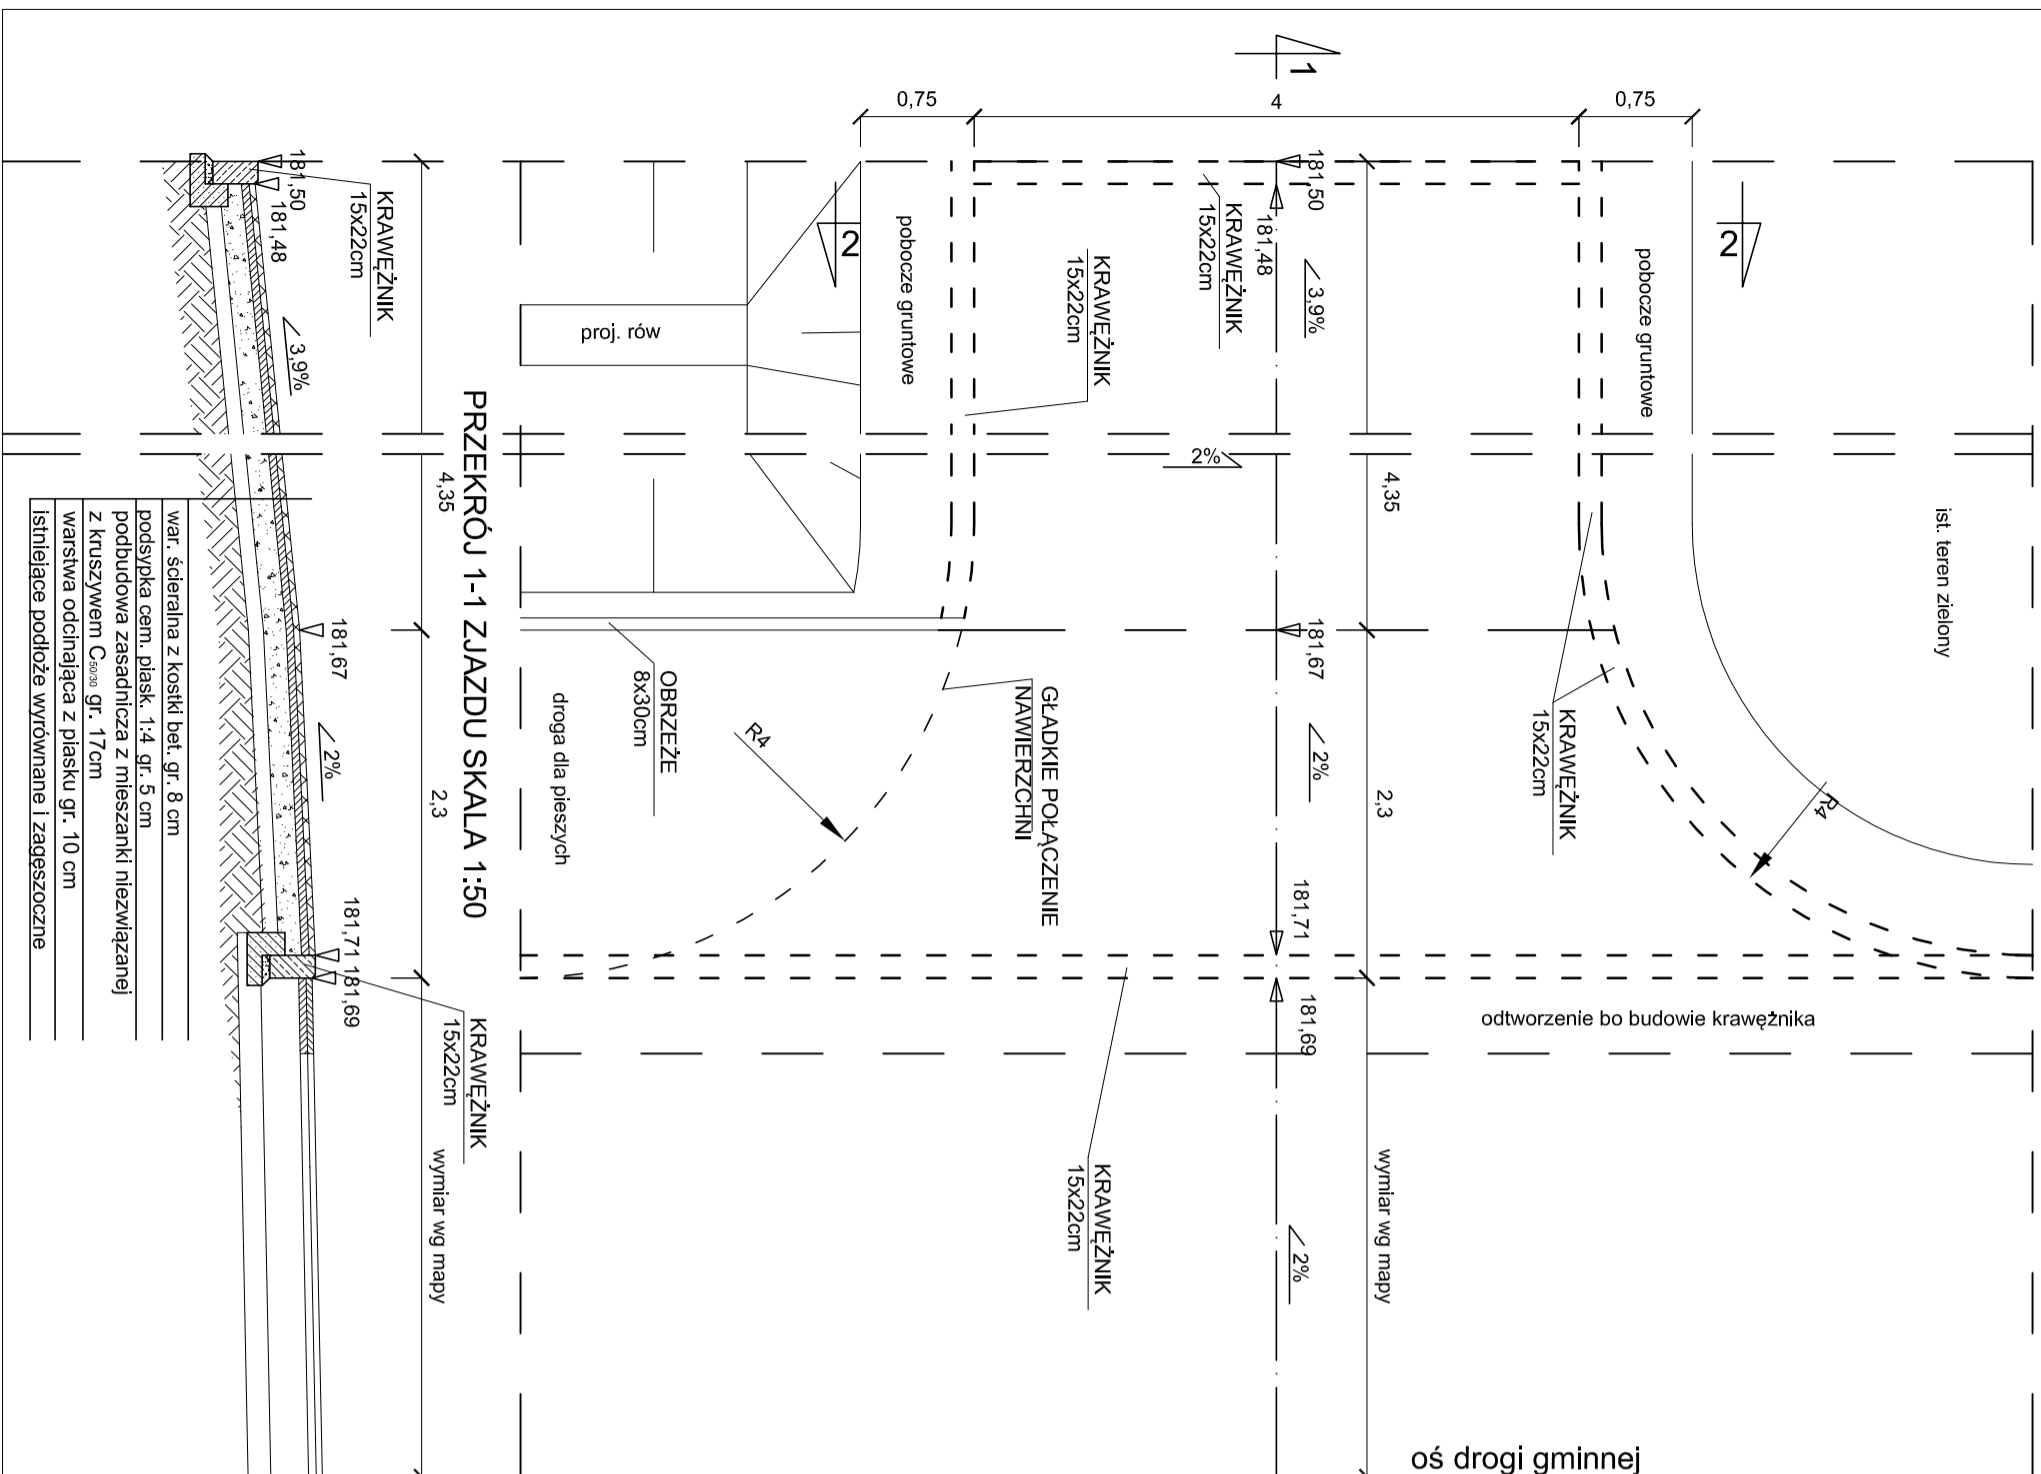 1
0,75
4
0,75
181,50
181,48
KRAWĘŻNIK
15x22cm
3,9%
181,67
2%
181,71
181,69
KRAWĘŻNIK
15x22cm
4,35
2,3
wymiar wg mapy
PRZEKRÓJ 1-1 ZJAZDU SKALA 1:50
war. ścieralna z kostki bet. gr. 8 cm
podsypka cem. piask. 1:4 gr. 5 cm
podbudowa zasadnicza z mieszanki niezwiązanej
z kruszywem C50/30 gr. 17cm
warstwa odcinająca z piasku gr. 10 cm
istniejące podłoże wyrównane i zagęszoczne
2
pobocze gruntowe
proj. rów
KRAWĘŻNIK
15x22cm
KRAWĘŻNIK
15x22cm
181,50
181,48
3,9%
2%
4,35
pobocze gruntowe
2
ist. teren zielony
OBRZEŻE
8x30cm
droga dla pieszych
R4
GŁADKIE POŁĄCZENIE
NAWIERZCHNI
181,67
2%
2,3
KRAWĘŻNIK
15x22cm
R4
181,71
181,69
odtworzenie bo budowie krawężnika
KRAWĘŻNIK
15x22cm
2%
wymiar wg mapy
oś drogi gminnej